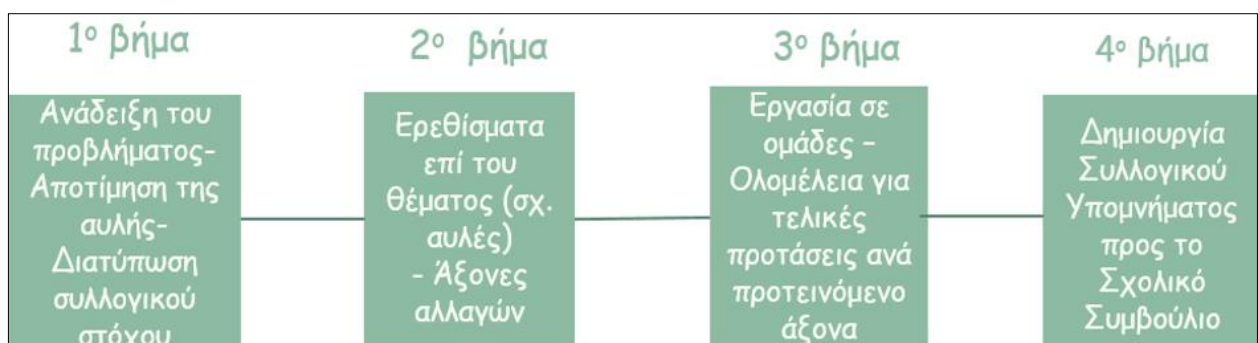 1ο βήμα
Ανάδειξη του
προβλήματος-
Αποτίμηση της
αυλής-
Διατύπωση
συλλογικού
στόχου
2ο βήμα
Ερεθίσματα
επί του
θέματος (σχ.
αυλές)
- Άξονες
αλλαγών
3ο βήμα
Εργασία σε
ομάδες –
Ολομέλεια για
τελικές
προτάσεις ανά
προτεινόμενο
άξονα
4ο βήμα
Δημιουργία
Συλλογικού
Υπομνήματος
προς το
Σχολικό
Συμβούλιο